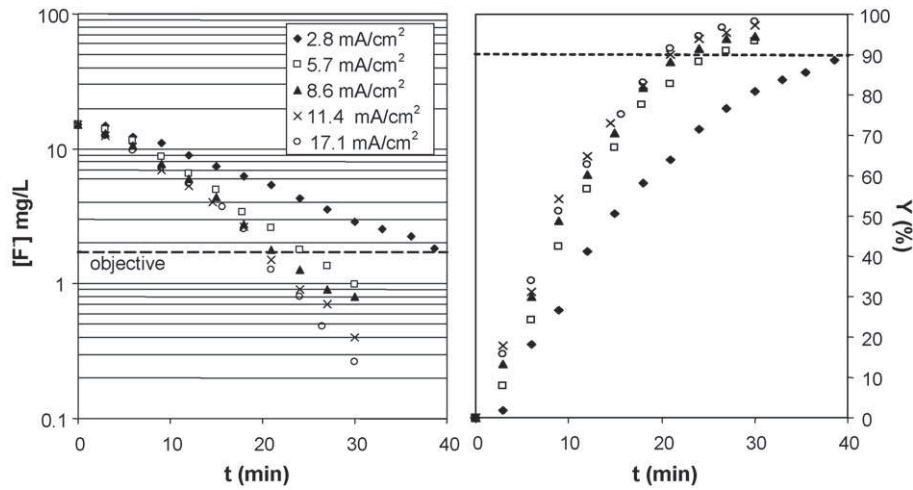 [F⁻] mg/L
100
10
1
0.1
2.8 mA/cm²
5.7 mA/cm²
8.6 mA/cm²
11.4 mA/cm²
17.1 mA/cm²
objective
0 10 20 30 40
t (min)
100
90
80
70
60
50
40
30
20
10
0
Y (%)
0 10 20 30 40
t (min)